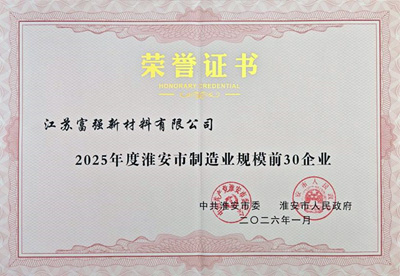 荣誉证书
HONORARY CREDENTIAL
江苏富强新材料有限公司
2025年度淮安市制造业规模前30企业
中共淮安市委 淮安市人民政府
二〇二六年一月